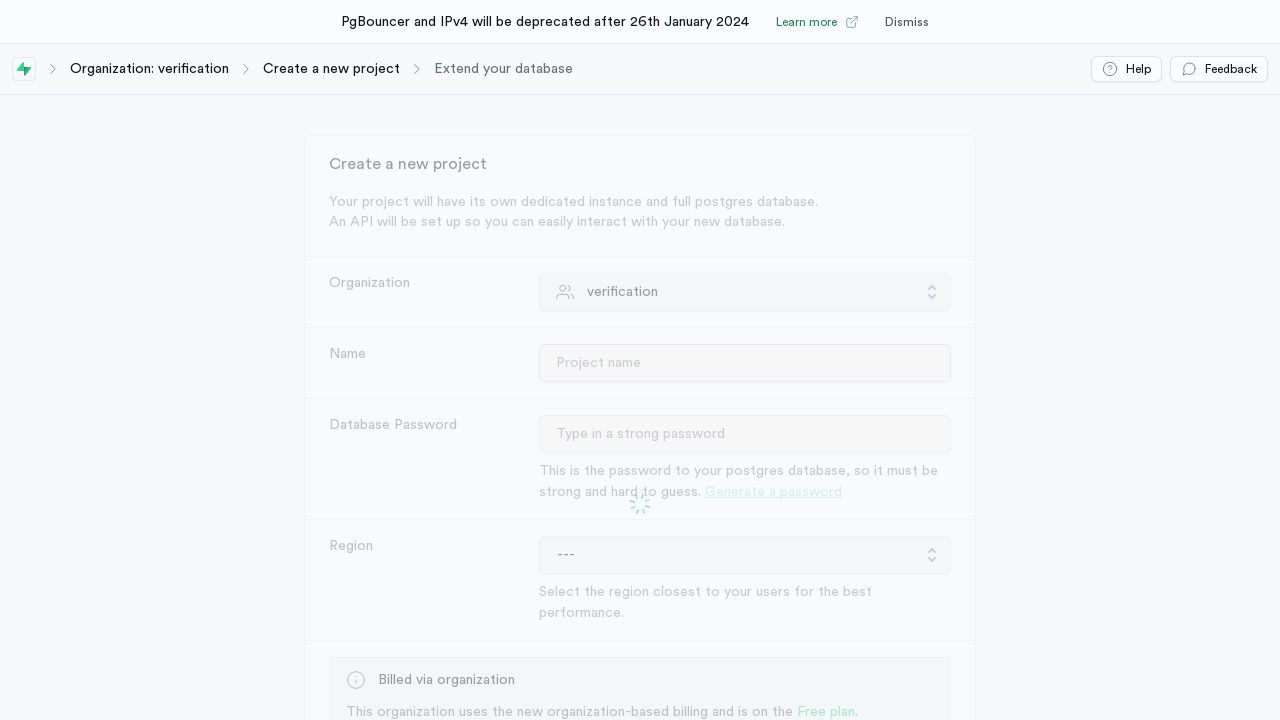 PgBouncer and IPv4 will be deprecated after 26th January 2024
Learn more
Dismiss
Organization: verification
Create a new project
Extend your database
Help
Feedback
Create a new project
Your project will have its own dedicated instance and full postgres database.
An API will be set up so you can easily interact with your new database.
Organization
verification
Name
Project name
Database Password
Type in a strong password
This is the password to your postgres database, so it must be
strong and hard to guess. Generate a password
Region
---
Select the region closest to your users for the best
performance.
Billed via organization
This organization uses the new organization-based billing and is on the Free plan.